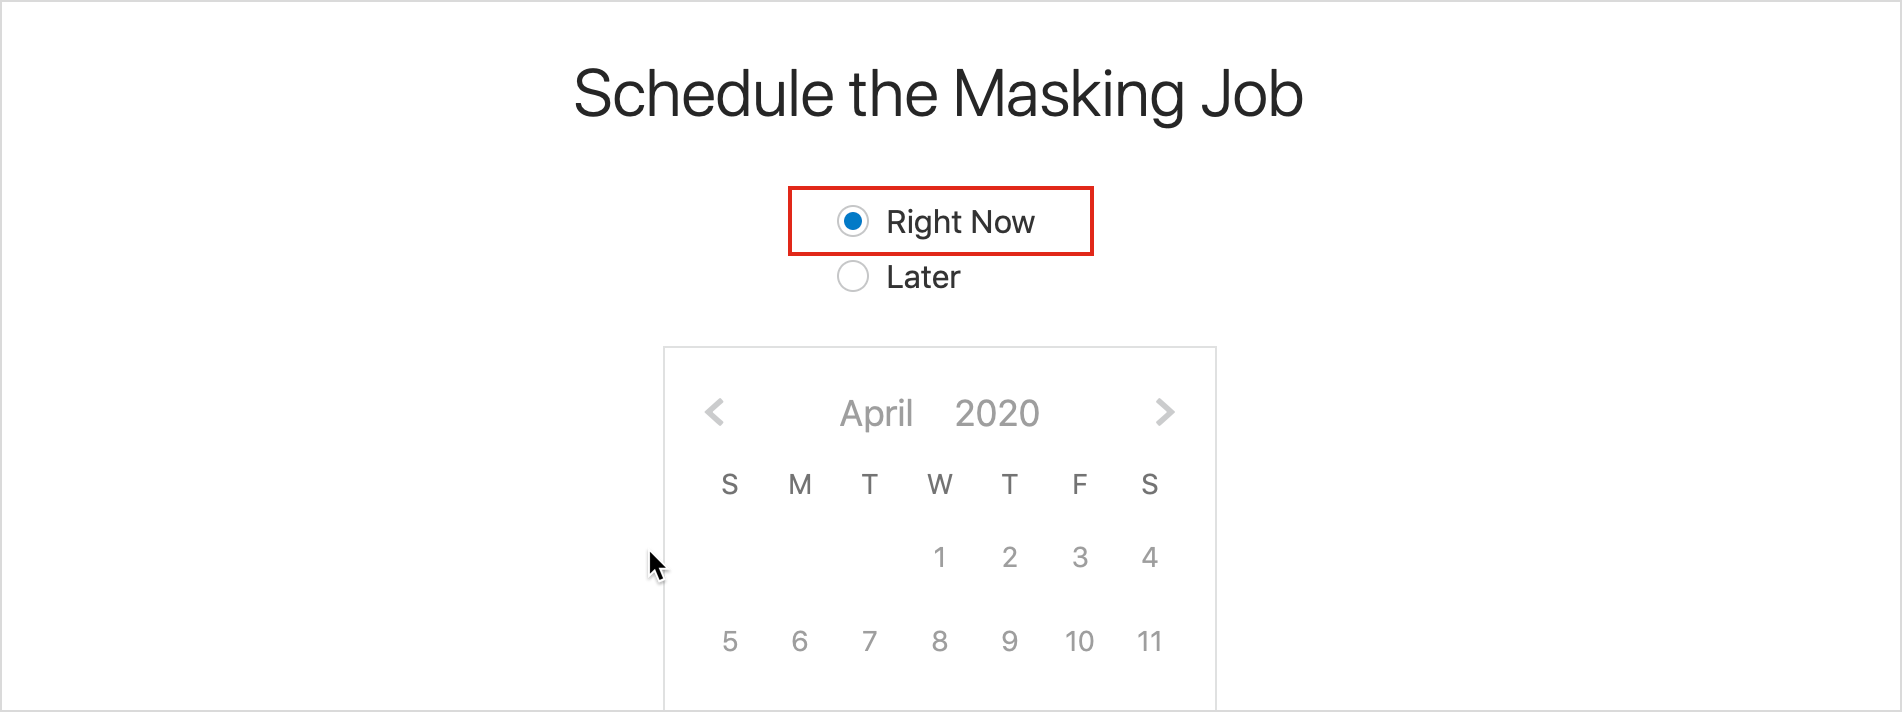 Schedule the Masking Job
Right Now
Later
April 2020
S M T W T F S
1 2 3 4
5 6 7 8 9 10 11